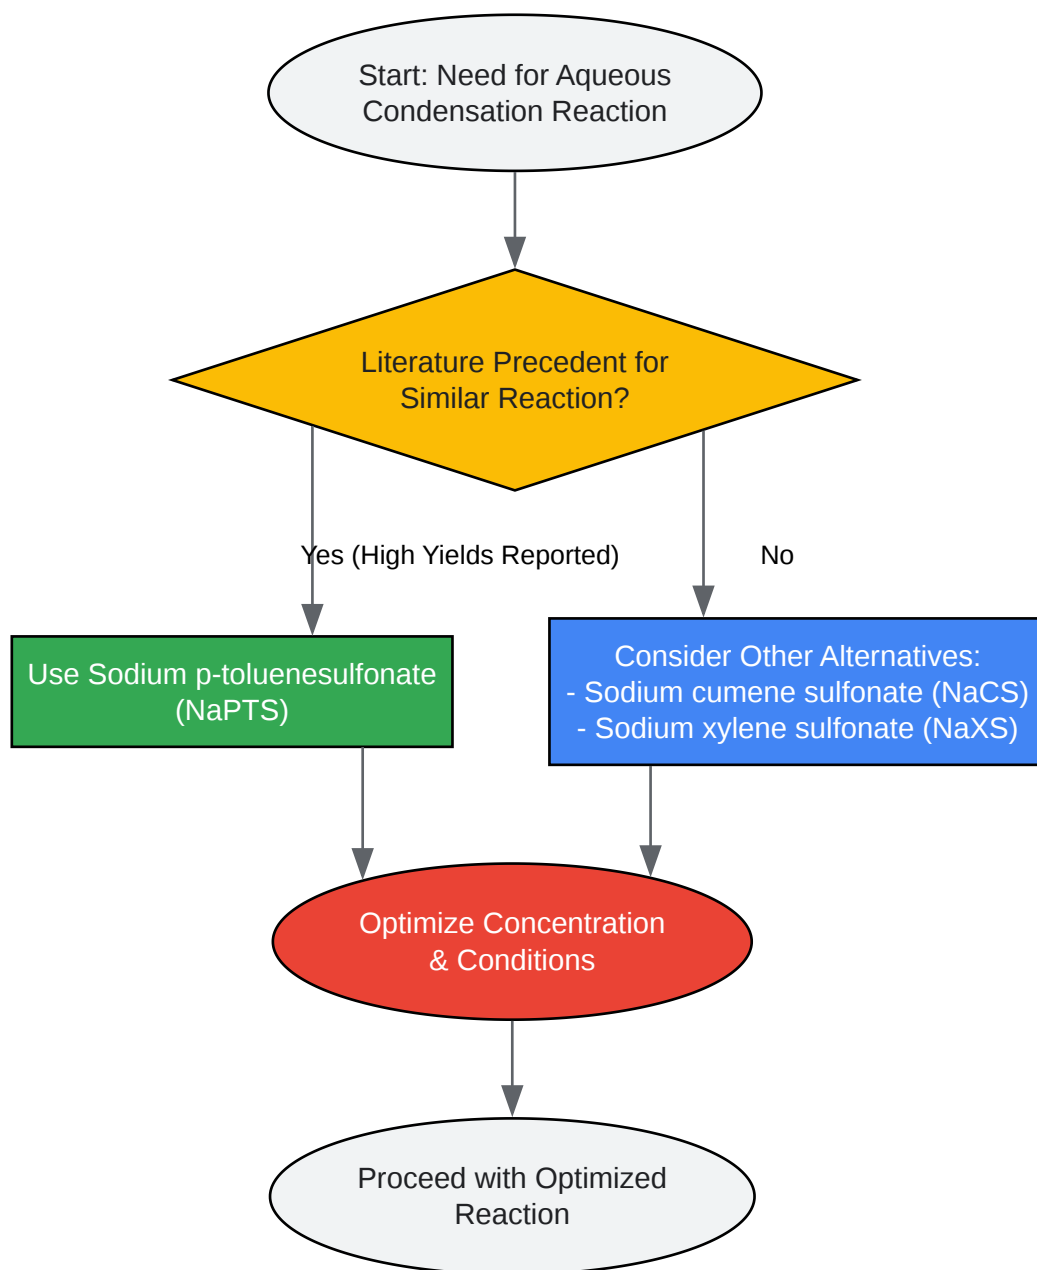 Start: Need for Aqueous
Condensation Reaction
Literature Precedent for
Similar Reaction?
Yes (High Yields Reported)
No
Use Sodium p-toluenesulfonate
(NaPTS)
Consider Other Alternatives:
- Sodium cumene sulfonate (NaCS)
- Sodium xylene sulfonate (NaXS)
Optimize Concentration
& Conditions
Proceed with Optimized
Reaction